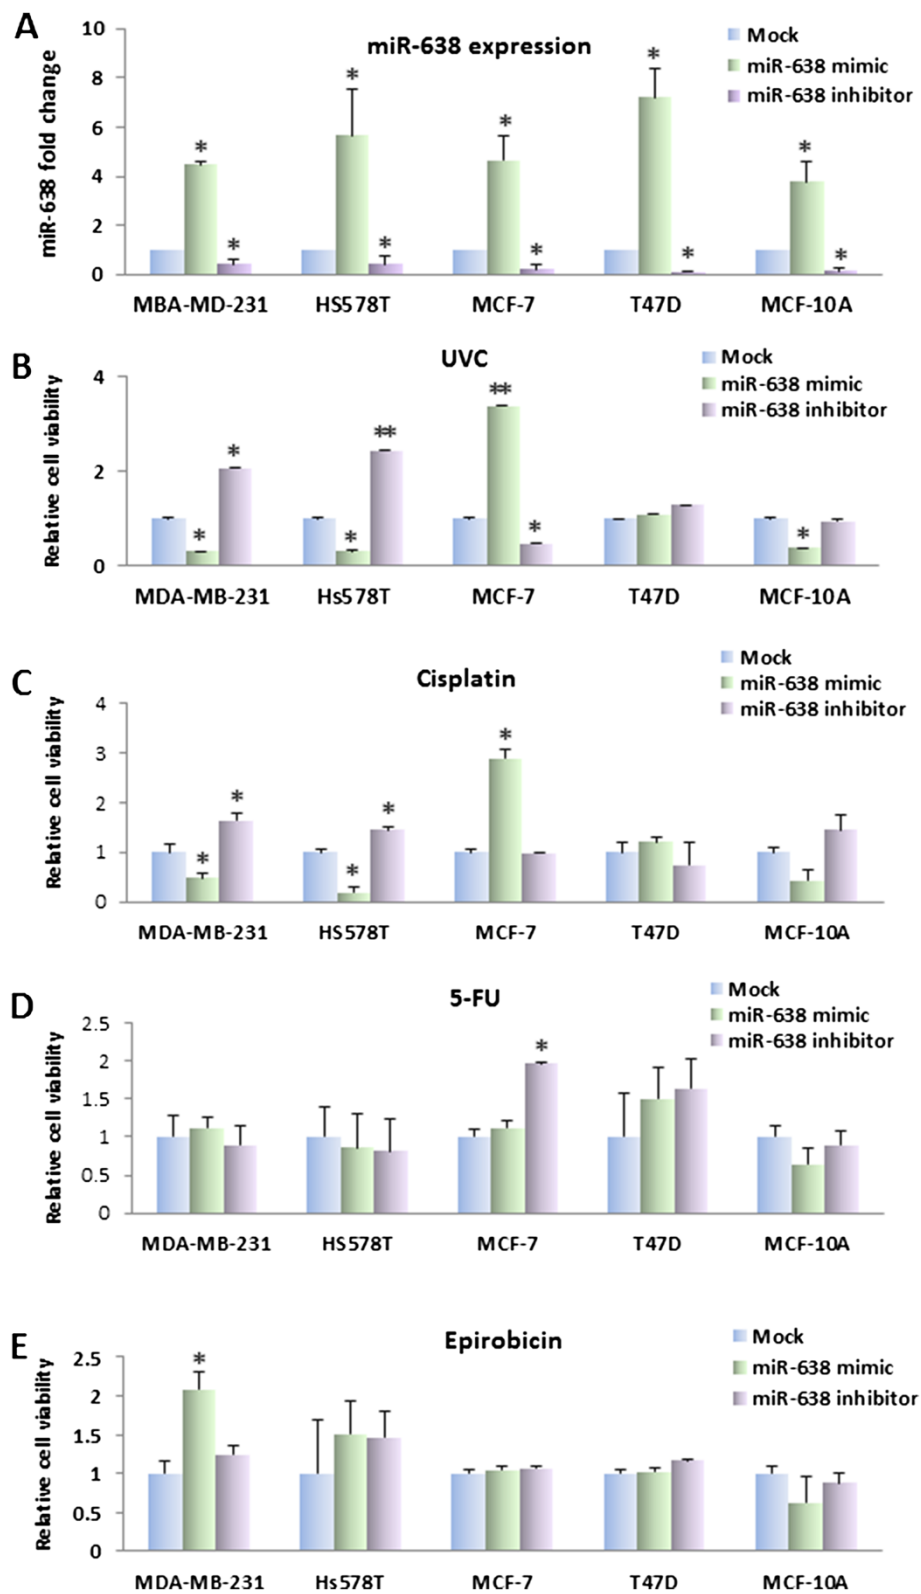 A
miR-638 expression
Mock
miR-638 mimic
miR-638 inhibitor
miR-638 fold change
10
8
6
4
2
0
* * * * * * * * * *
MBA-MD-231 HS578T MCF-7 T47D MCF-10A
B
UVC
Mock
miR-638 mimic
miR-638 inhibitor
Relative cell viability
4
2
0
* * * ** ** * *
MDA-MB-231 Hs578T MCF-7 T47D MCF-10A
C
Cisplatin
Mock
miR-638 mimic
miR-638 inhibitor
Relative cell viability
4
3
2
1
0
* * * * *
MDA-MB-231 HS578T MCF-7 T47D MCF-10A
D
5-FU
Mock
miR-638 mimic
miR-638 inhibitor
Relative cell viability
2.5
2
1.5
1
0.5
0
*
MDA-MB-231 HS578T MCF-7 T47D MCF-10A
E
Epirobicin
Mock
miR-638 mimic
miR-638 inhibitor
Relative cell viability
2.5
2
1.5
1
0.5
0
*
MDA-MB-231 Hs578T MCF-7 T47D MCF-10A